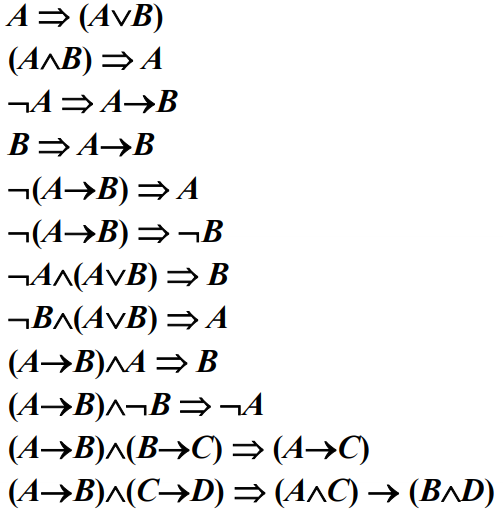 A ⇒ (A∨B)
(A∧B) ⇒ A
¬A ⇒ A→B
B ⇒ A→B
¬(A→B) ⇒ A
¬(A→B) ⇒ ¬B
¬A∧(A∨B) ⇒ B
¬B∧(A∨B) ⇒ A
(A→B)∧A ⇒ B
(A→B)∧¬B ⇒ ¬A
(A→B)∧(B→C) ⇒ (A→C)
(A→B)∧(C→D) ⇒ (A∧C) → (B∧D)